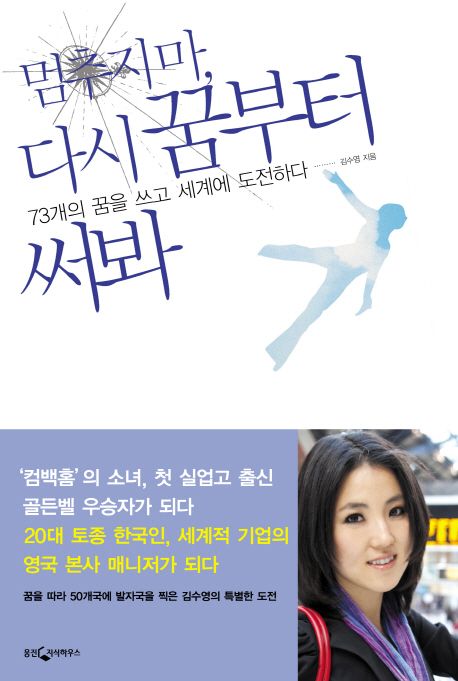 멈추지마,
다시 꿈부터
써봐
73개의 꿈을 쓰고 세계에 도전하다
김수영 지음
'컴백홈'의 소녀, 첫 실업고 출신
골든벨 우승자가 되다
20대 토종 한국인, 세계적 기업의
영국 본사 매니저가 되다
꿈을 따라 50개국에 발자국을 찍은 김수영의 특별한 도전
웅진 지식하우스